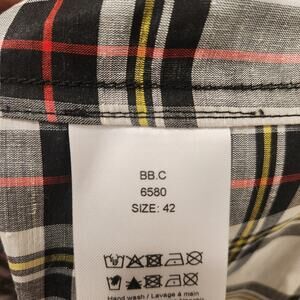 BB.C
6580
SIZE: 42
Hand wash / Lavage à main